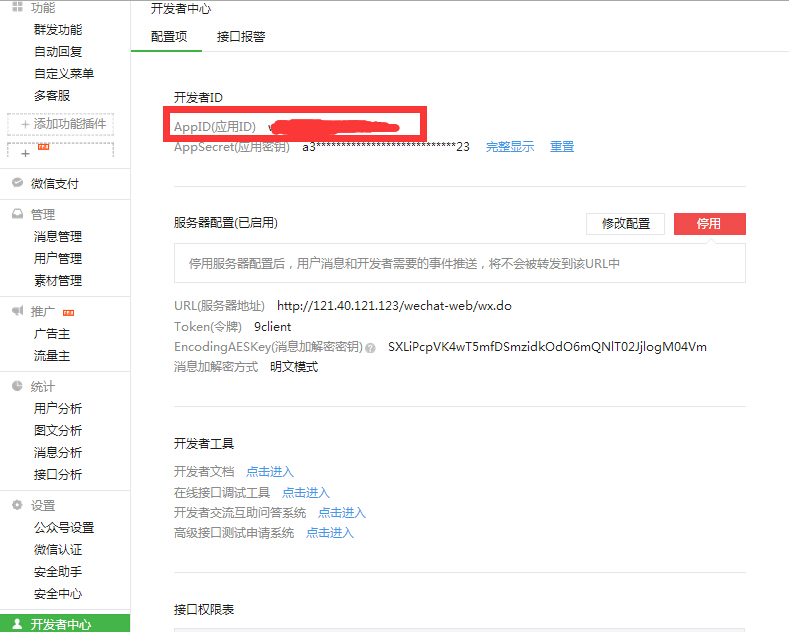 功能
群发功能
自动回复
自定义菜单
多客服
+ 添加功能插件
+
微信支付
管理
消息管理
用户管理
素材管理
推广
广告主
流量主
统计
用户分析
图文分析
消息分析
接口分析
设置
公众号设置
微信认证
安全助手
安全中心
开发者中心
开发者中心
配置项 接口报警
开发者ID
AppID(应用ID)
AppSecret(应用密钥) a3****************************23 完整显示 重置
服务器配置(已启用) 修改配置 停用
停用服务器配置后，用户消息和开发者需要的事件推送，将不会被转发到该URL中
URL(服务器地址) http://121.40.121.123/wechat-web/wx.do
Token(令牌) 9client
EncodingAESKey(消息加解密密钥) ? SXLiPcpVK4wT5mfDSmzidkOdO6mQNlT02JjlogM04Vm
消息加解密方式 明文模式
开发者工具
开发者文档 点击进入
在线接口调试工具 点击进入
开发者交流互助问答系统 点击进入
高级接口测试申请系统 点击进入
接口权限表